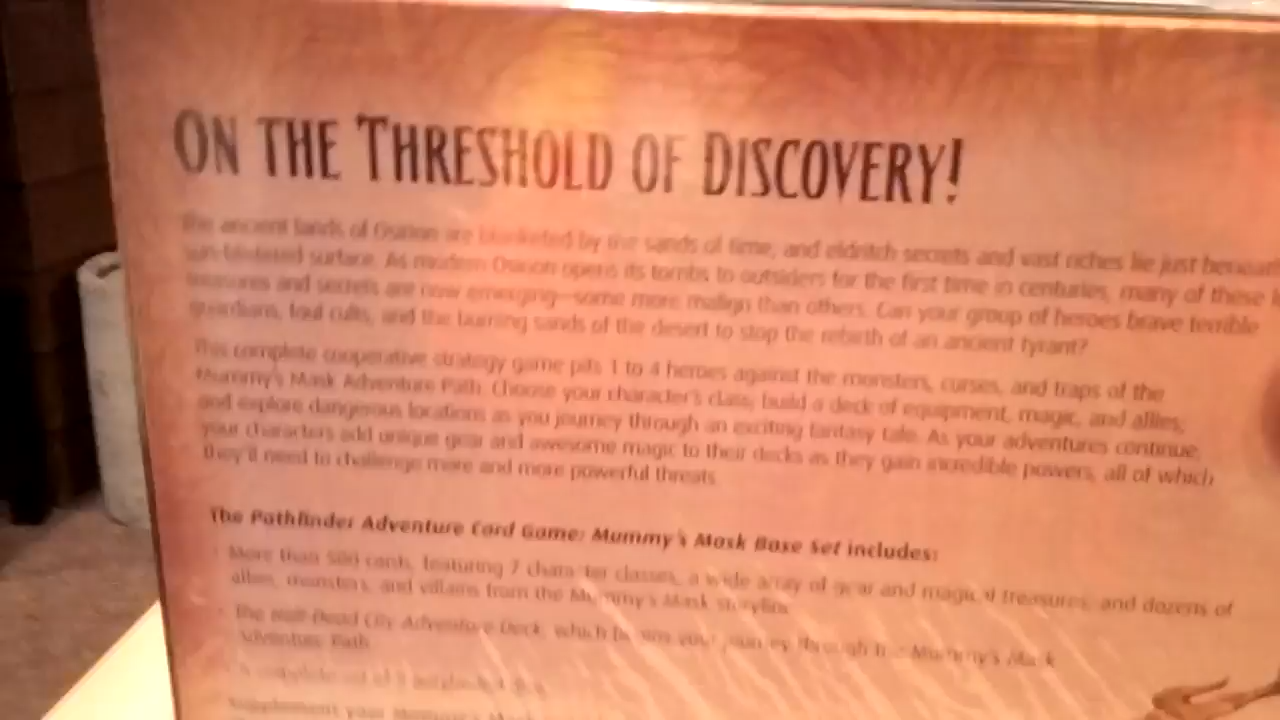 ON THE THRESHOLD OF DISCOVERY!
The ancient lands of Osirion are blanketed by the sands of time, and eldritch secrets and vast riches lie just beneath
sun-blistered surface. As modern Osirion opens its tombs to outsiders for the first time in centuries, many of these
treasures and secrets are now emerging—some more malign than others. Can your group of heroes brave terrible
guardians, foul cults, and the burning sands of the desert to stop the rebirth of an ancient tyrant?
This complete cooperative strategy game pits 1 to 4 heroes against the monsters, curses, and traps of the
Mummy's Mask Adventure Path. Choose your character's class; build a deck of equipment, magic, and allies;
and explore dangerous locations as you journey through an exciting fantasy tale. As your adventures continue,
your characters add unique gear and awesome magic to their decks as they gain incredible powers, all of which
they'll need to challenge more and more powerful threats.
The Pathfinder Adventure Card Game: Mummy's Mask Base Set includes:
• More than 500 cards, featuring 7 character classes, a wide array of gear and magical treasures, and dozens of
allies, monsters, and villains from the Mummy's Mask storyline
• The Half-Dead City Adventure Deck, which begins your journey through the Mummy's Mask
Adventure Path
• A complete set of 5
Supplement your Mummy's Mask